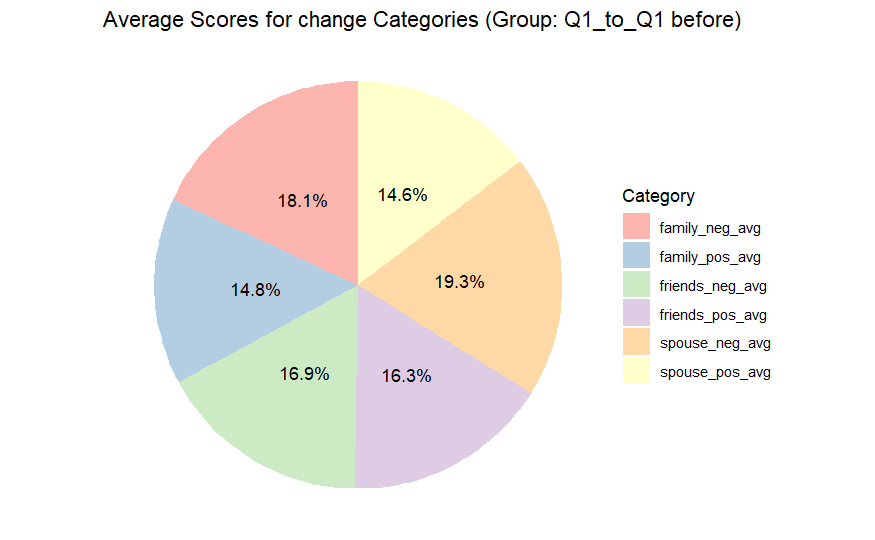 Average Scores for change Categories (Group: Q1_to_Q1 before)
18.1%
14.6%
14.8%
19.3%
16.9%
16.3%
Category
family_neg_avg
family_pos_avg
friends_neg_avg
friends_pos_avg
spouse_neg_avg
spouse_pos_avg